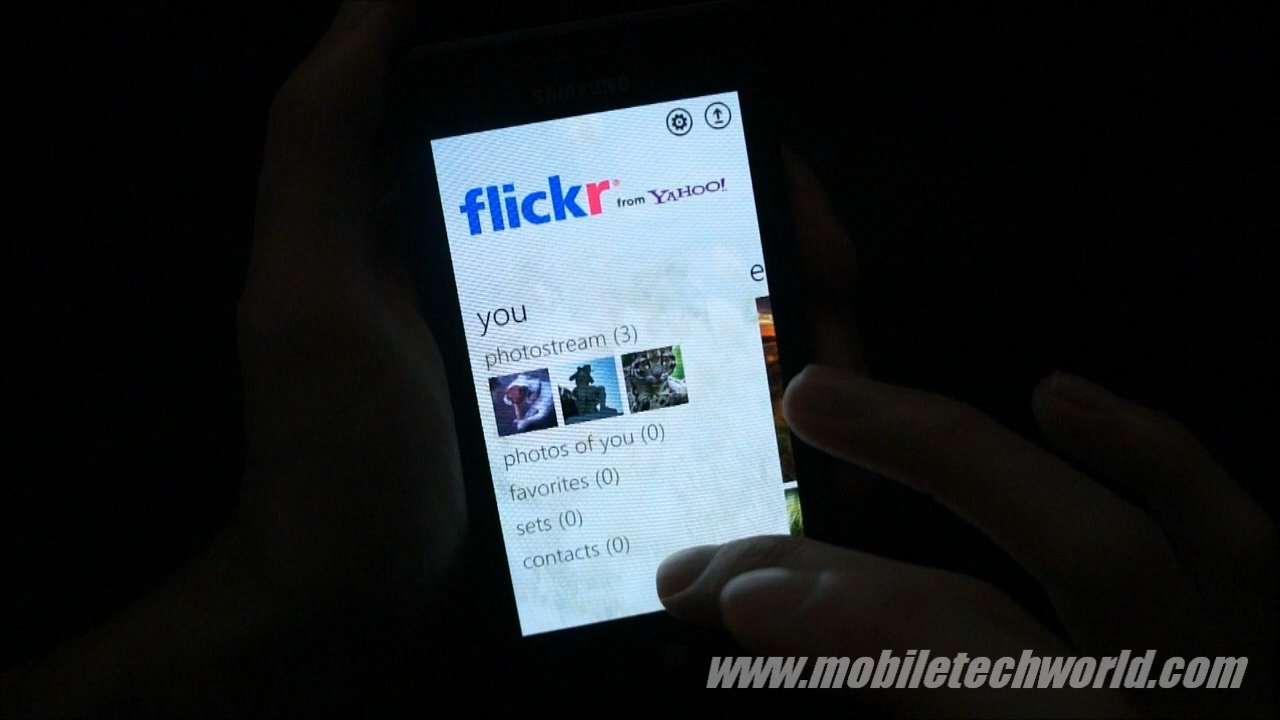 SAMSUNG
flickr® from YAHOO!
e
you
photostream (3)
photos of you (0)
favorites (0)
sets (0)
contacts (0)
www.mobiletechworld.com